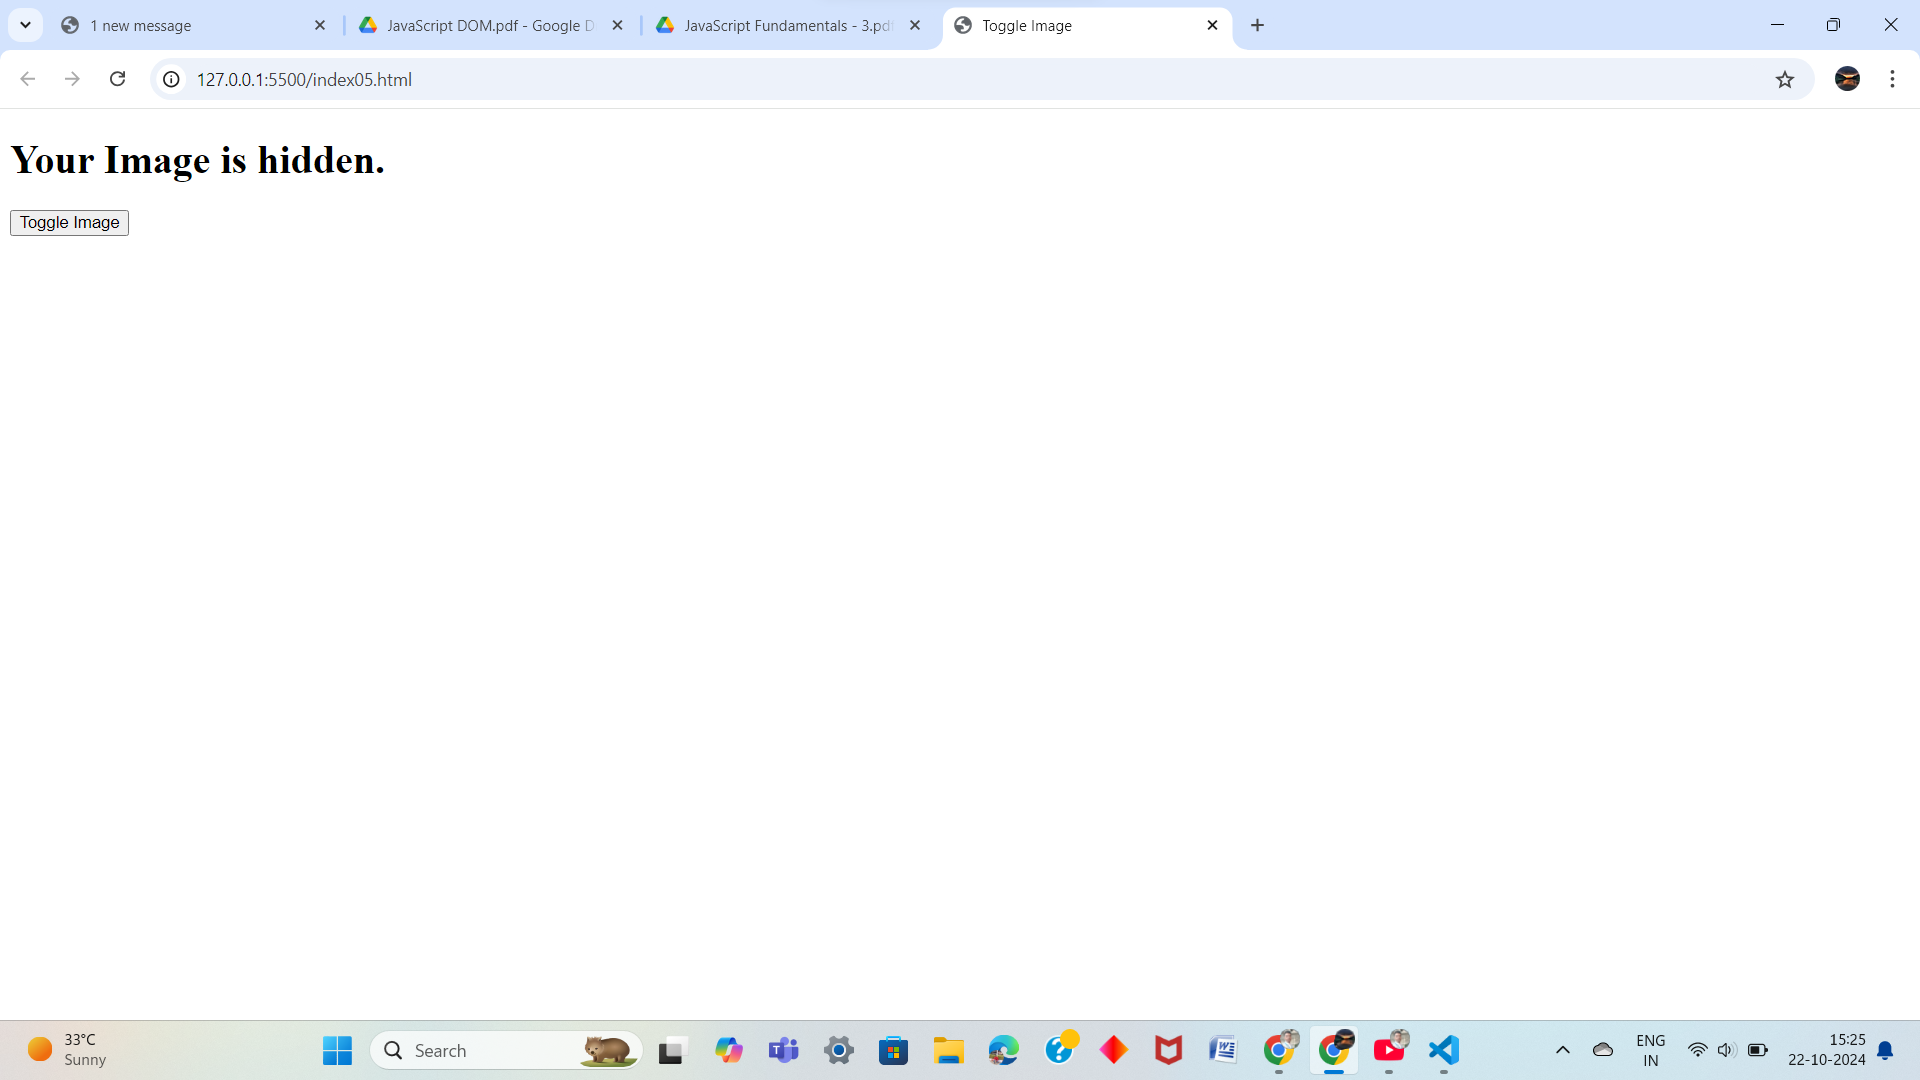 1 new message
JavaScript DOM.pdf - Google D
JavaScript Fundamentals - 3.pdf
Toggle Image
127.0.0.1:5500/index05.html
Your Image is hidden.
Toggle Image
33°C
Sunny
Search
ENG
IN
15:25
22-10-2024